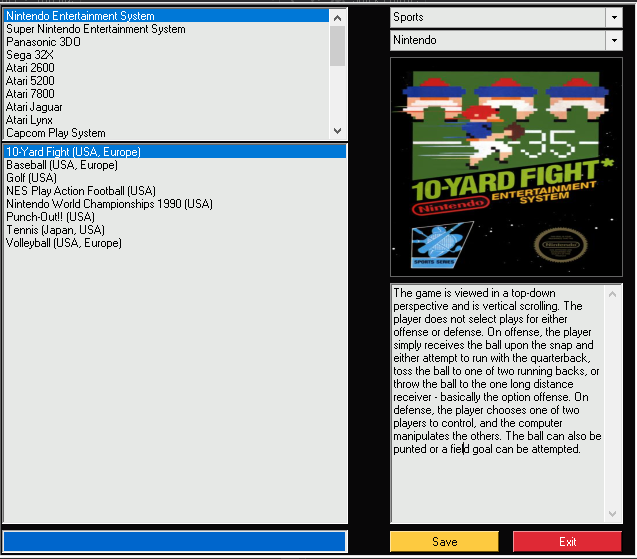 Nintendo Entertainment System
Super Nintendo Entertainment System
Panasonic 3DO
Sega 32X
Atari 2600
Atari 5200
Atari 7800
Atari Jaguar
Atari Lynx
Capcom Play System
10-Yard Fight (USA, Europe)
Baseball (USA, Europe)
Golf (USA)
NES Play Action Football (USA)
Nintendo World Championships 1990 (USA)
Punch-Out!! (USA)
Tennis (Japan, USA)
Volleyball (USA, Europe)
Sports
Nintendo
35
10-YARD FIGHT*
Nintendo ENTERTAINMENT
SYSTEM
SPORTS SERIES
Nintendo
The game is viewed in a top-down
perspective and is vertical scrolling. The
player does not select plays for either
offense or defense. On offense, the player
simply receives the ball upon the snap and
either attempt to run with the quarterback,
toss the ball to one of two running backs, or
throw the ball to the one long distance
receiver - basically the option offense. On
defense, the player chooses one of two
players to control, and the computer
manipulates the others. The ball can also be
punted or a field goal can be attempted.
Save
Exit